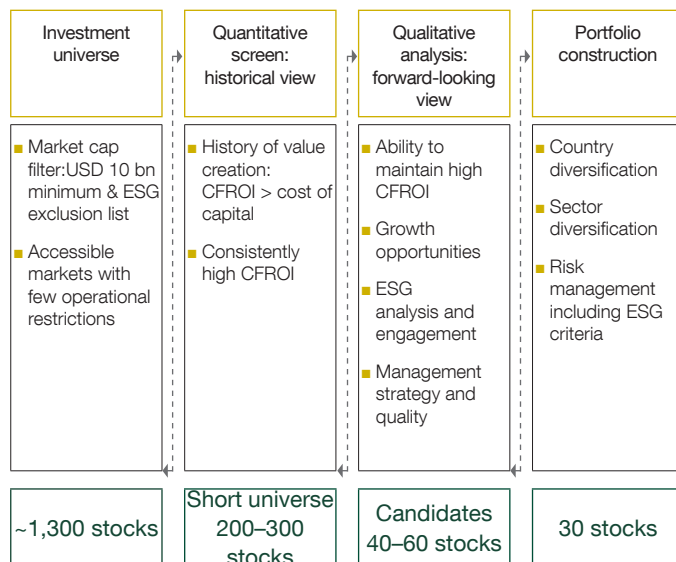 Investment
universe
Quantitative
screen:
historical view
Qualitative
analysis:
forward-looking
view
Portfolio
construction
Market cap
filter:USD 10 bn
minimum & ESG
exclusion list
Accessible
markets with
few operational
restrictions
History of value
creation:
CFROI > cost of
capital
Consistently
high CFROI
Ability to
maintain high
CFROI
Growth
opportunities
ESG
analysis and
engagement
Management
strategy and
quality
Country
diversification
Sector
diversification
Risk
management
including ESG
criteria
~1,300 stocks
Short universe
200–300
stocks
Candidates
40–60 stocks
30 stocks